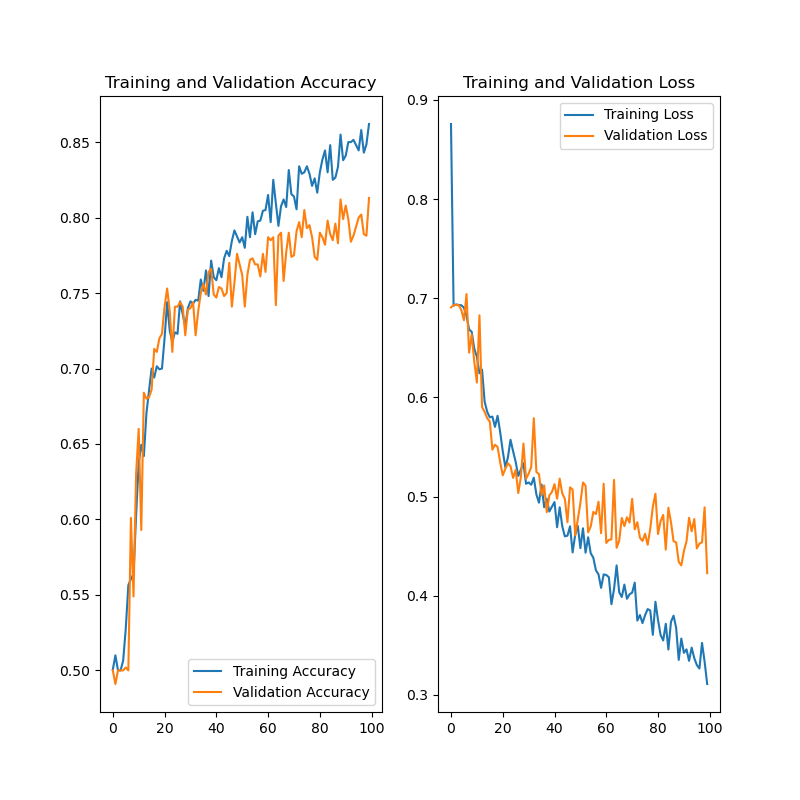 Training and Validation Accuracy
0.85
0.80
0.75
0.70
0.65
0.60
0.55
0.50
Training Accuracy
Validation Accuracy
0 20 40 60 80 100
Training and Validation Loss
0.9
0.8
0.7
0.6
0.5
0.4
0.3
Training Loss
Validation Loss
0 20 40 60 80 100